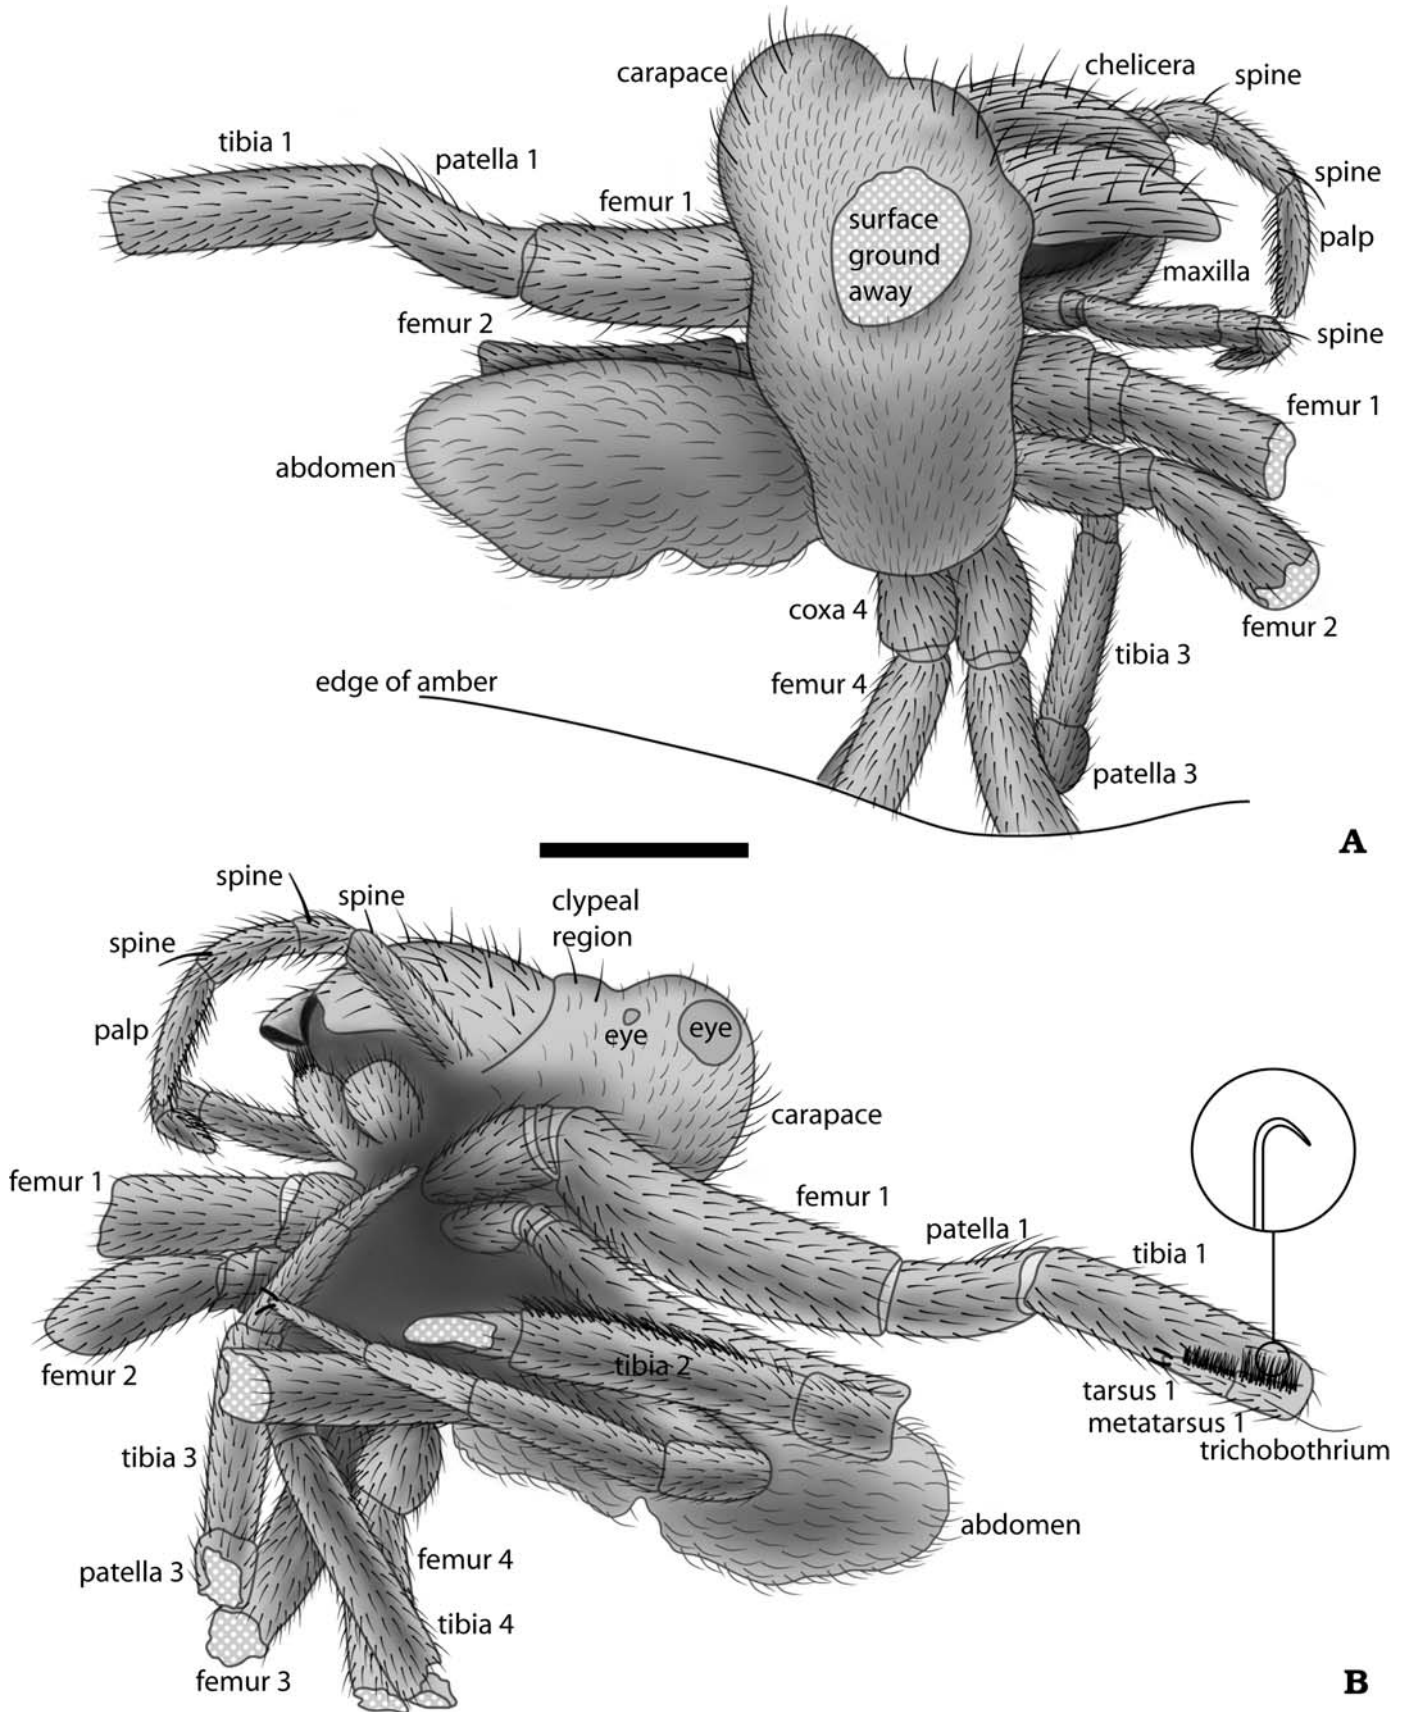 carapace
chelicera
spine
tibia 1
patella 1
femur 1
spine
surface
ground
away
palp
maxilla
femur 2
spine
femur 1
abdomen
coxa 4
femur 2
tibia 3
edge of amber
femur 4
patella 3
A
spine
spine
clypeal
region
spine
palp
eye
eye
carapace
femur 1
femur 1
patella 1
tibia 1
femur 2
tibia 2
tarsus 1
metatarsus 1
trichobothrium
tibia 3
abdomen
patella 3
femur 4
tibia 4
femur 3
B